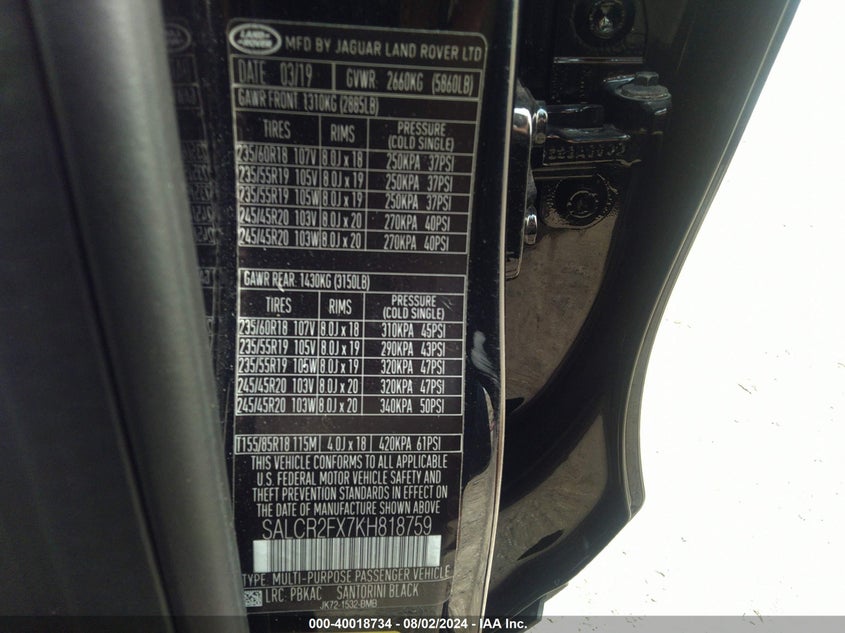 LAND ROVER MFD BY JAGUAR LAND ROVER LTD
DATE 03/19 GVWR: 2660KG (5860LB)
GAWR FRONT 1310KG (2885LB)
TIRES RIMS PRESSURE (COLD SINGLE)
235/60R18 107V 8.0J x 18 250KPA 37PSI
235/55R19 105V 8.0J x 19 250KPA 37PSI
235/55R19 105W 8.0J x 19 250KPA 37PSI
245/45R20 103V 8.0J x 20 270KPA 40PSI
245/45R20 103W 8.0J x 20 270KPA 40PSI
GAWR REAR: 1430KG (3150LB)
TIRES RIMS PRESSURE (COLD SINGLE)
235/60R18 107V 8.0J x 18 310KPA 45PSI
235/55R19 105V 8.0J x 19 290KPA 43PSI
235/55R19 105W 8.0J x 19 320KPA 47PSI
245/45R20 103V 8.0J x 20 320KPA 47PSI
245/45R20 103W 8.0J x 20 340KPA 50PSI
T155/85R18 115M 4.0J x 18 420KPA 61PSI
THIS VEHICLE CONFORMS TO ALL APPLICABLE
U.S. FEDERAL MOTOR VEHICLE SAFETY AND
THEFT PREVENTION STANDARDS IN EFFECT ON
THE DATE OF MANUFACTURE SHOWN ABOVE
SALCR2FX7KH818759
TYPE: MULTI-PURPOSE PASSENGER VEHICLE
LRC: PBKAC SANTORINI BLACK
JK72-1532-BMB
000-40018734 - 08/02/2024 - IAA Inc.